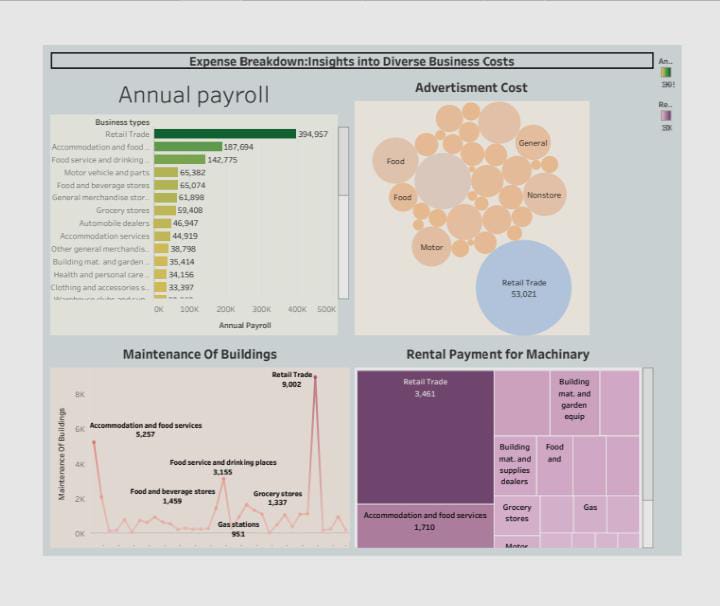 Expense Breakdown:Insights into Diverse Business Costs
An..
Re..
Annual payroll
Business types
Retail Trade 394,957
Accommodation and food .. 187,694
Food service and drinking .. 142,775
Motor vehicle and parts 65,382
Food and beverage stores 65,074
General merchandise stor.. 61,898
Grocery stores 59,408
Automobile dealers 46,947
Accommodation services 44,919
Other general merchandis.. 38,798
Building mat. and garden .. 35,414
Health and personal care .. 34,156
Clothing and accessories s.. 33,397
0K 100K 200K 300K 400K 500K
Annual Payroll
Advertisment Cost
General
Food
Food
Nonstore
Motor
Retail Trade
53,021
Maintenance Of Buildings
Maintenance Of Buildings
8K
6K
4K
2K
0K
Retail Trade
9,002
Accommodation and food services
5,257
Food service and drinking places
3,155
Food and beverage stores
1,459
Grocery stores
1,337
Gas stations
951
Rental Payment for Machinary
Retail Trade
3,461
Accommodation and food services
1,710
Building
mat. and
garden
equip
Building
mat. and
supplies
dealers
Food
and
Grocery
stores
Gas
Motor